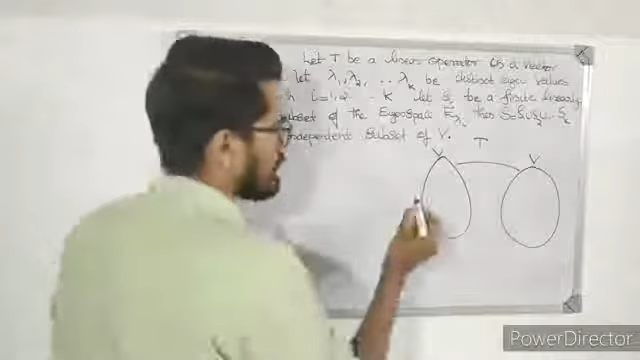 Let T be a linear operator on a vector
let λ₁, λ₂, .. λₖ be distinct eigen values
i=1,2 .. K let Sᵢ be a finite linearly
subset of the Eigenspace E_λᵢ then S=S₁∪S₂∪..Sₖ
independent subset of V.
T
V V
PowerDirector